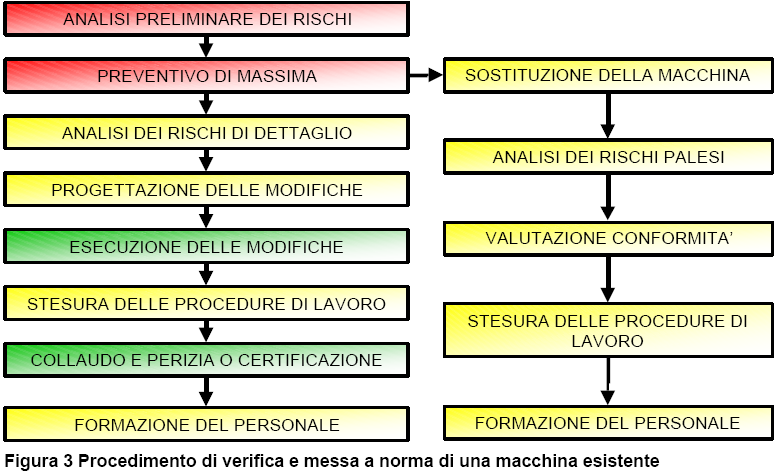 ANALISI PRELIMINARE DEI RISCHI
PREVENTIVO DI MASSIMA
ANALISI DEI RISCHI DI DETTAGLIO
PROGETTAZIONE DELLE MODIFICHE
ESECUZIONE DELLE MODIFICHE
STESURA DELLE PROCEDURE DI LAVORO
COLLAUDO E PERIZIA O CERTIFICAZIONE
FORMAZIONE DEL PERSONALE
SOSTITUZIONE DELLA MACCHINA
ANALISI DEI RISCHI PALESI
VALUTAZIONE CONFORMITA’
STESURA DELLE PROCEDURE DI
LAVORO
FORMAZIONE DEL PERSONALE
Figura 3 Procedimento di verifica e messa a norma di una macchina esistente